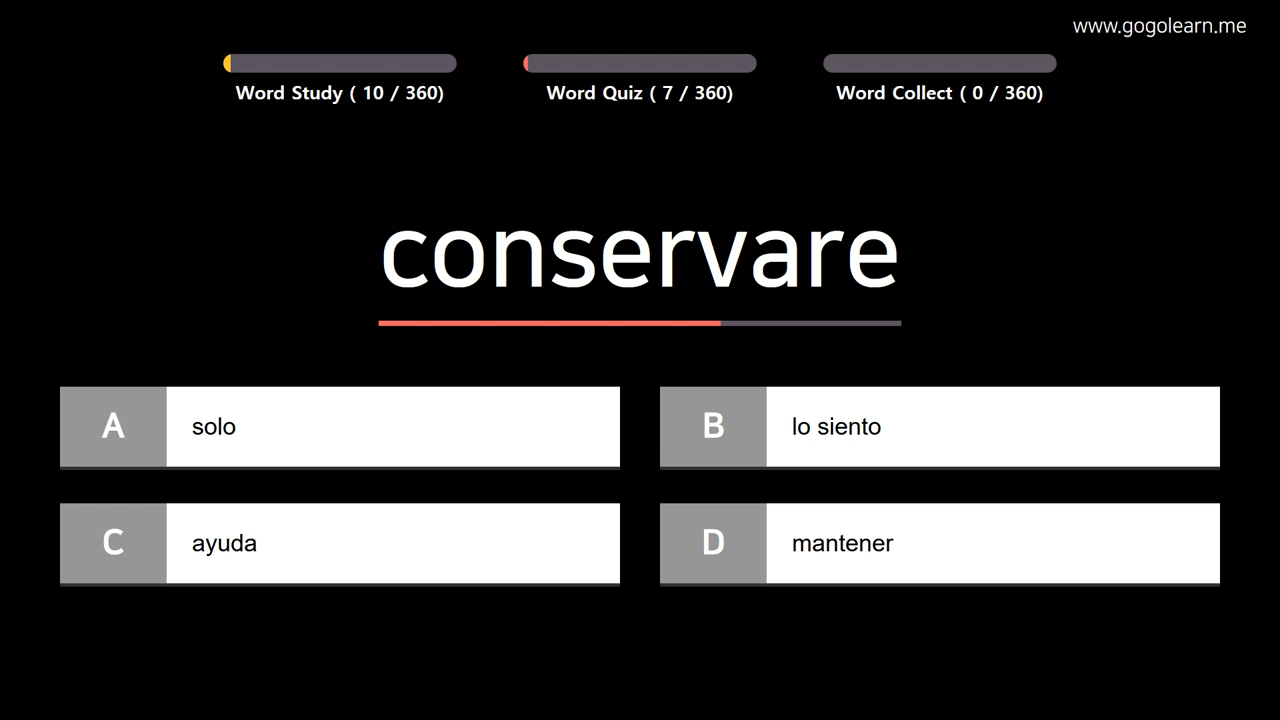 www.gogolearn.me
Word Study ( 10 / 360)
Word Quiz ( 7 / 360)
Word Collect ( 0 / 360)
conservare
A solo
B lo siento
C ayuda
D mantener